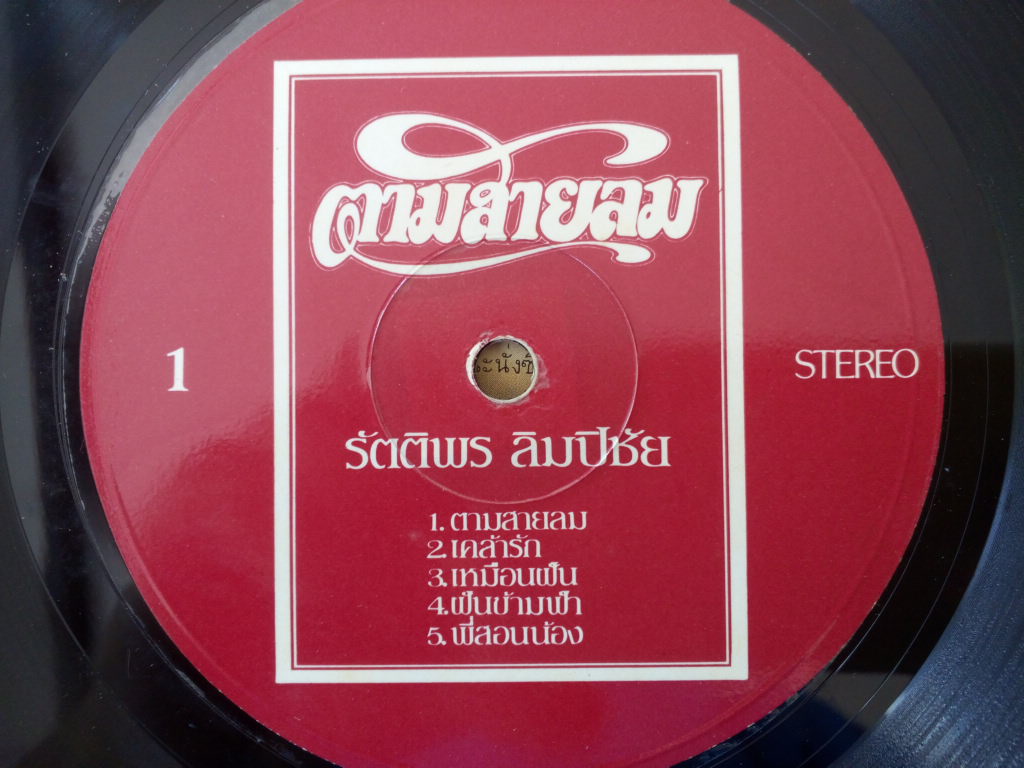 ตามสายลม
1
STEREO
รัตติพร ลิมปิชัย
1. ตามสายลม
2. เคล้ารัก
3. เหมือนฝัน
4. ฝันข้ามฟ้า
5. พี่สอนน้อง